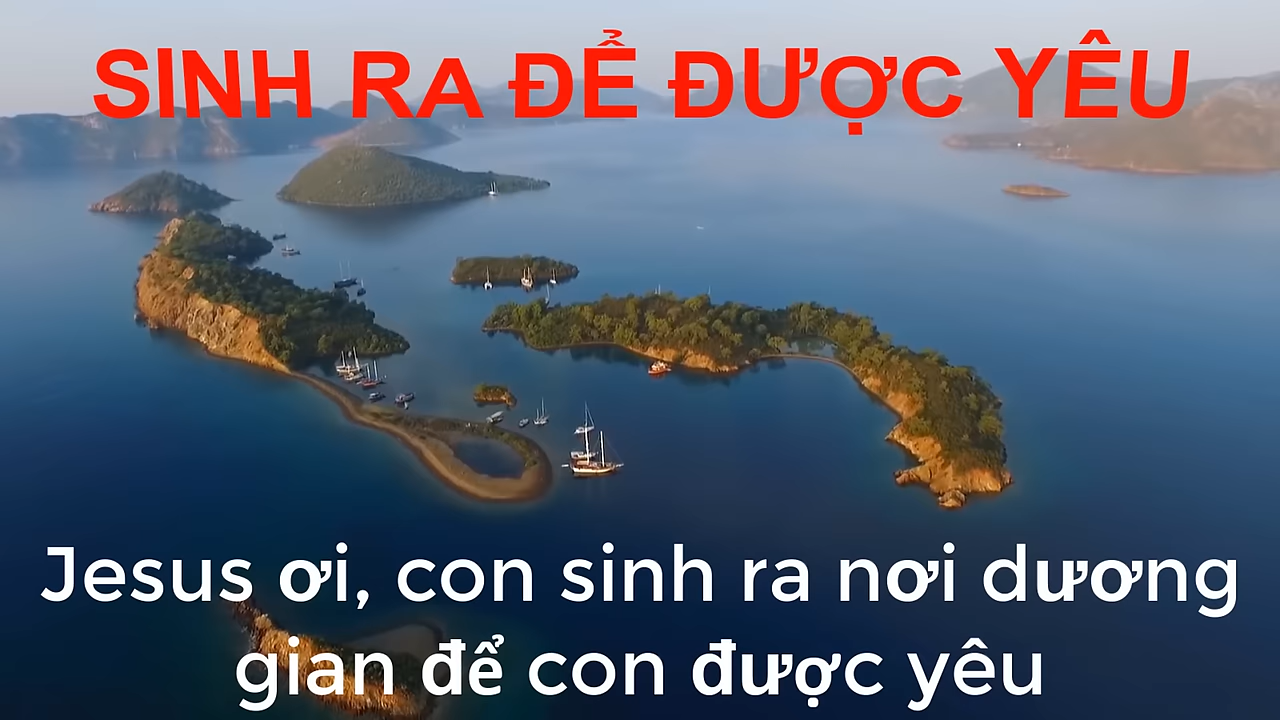 SINH RA ĐỂ ĐƯỢC YÊU
Jesus ơi, con sinh ra nơi dương
gian để con được yêu